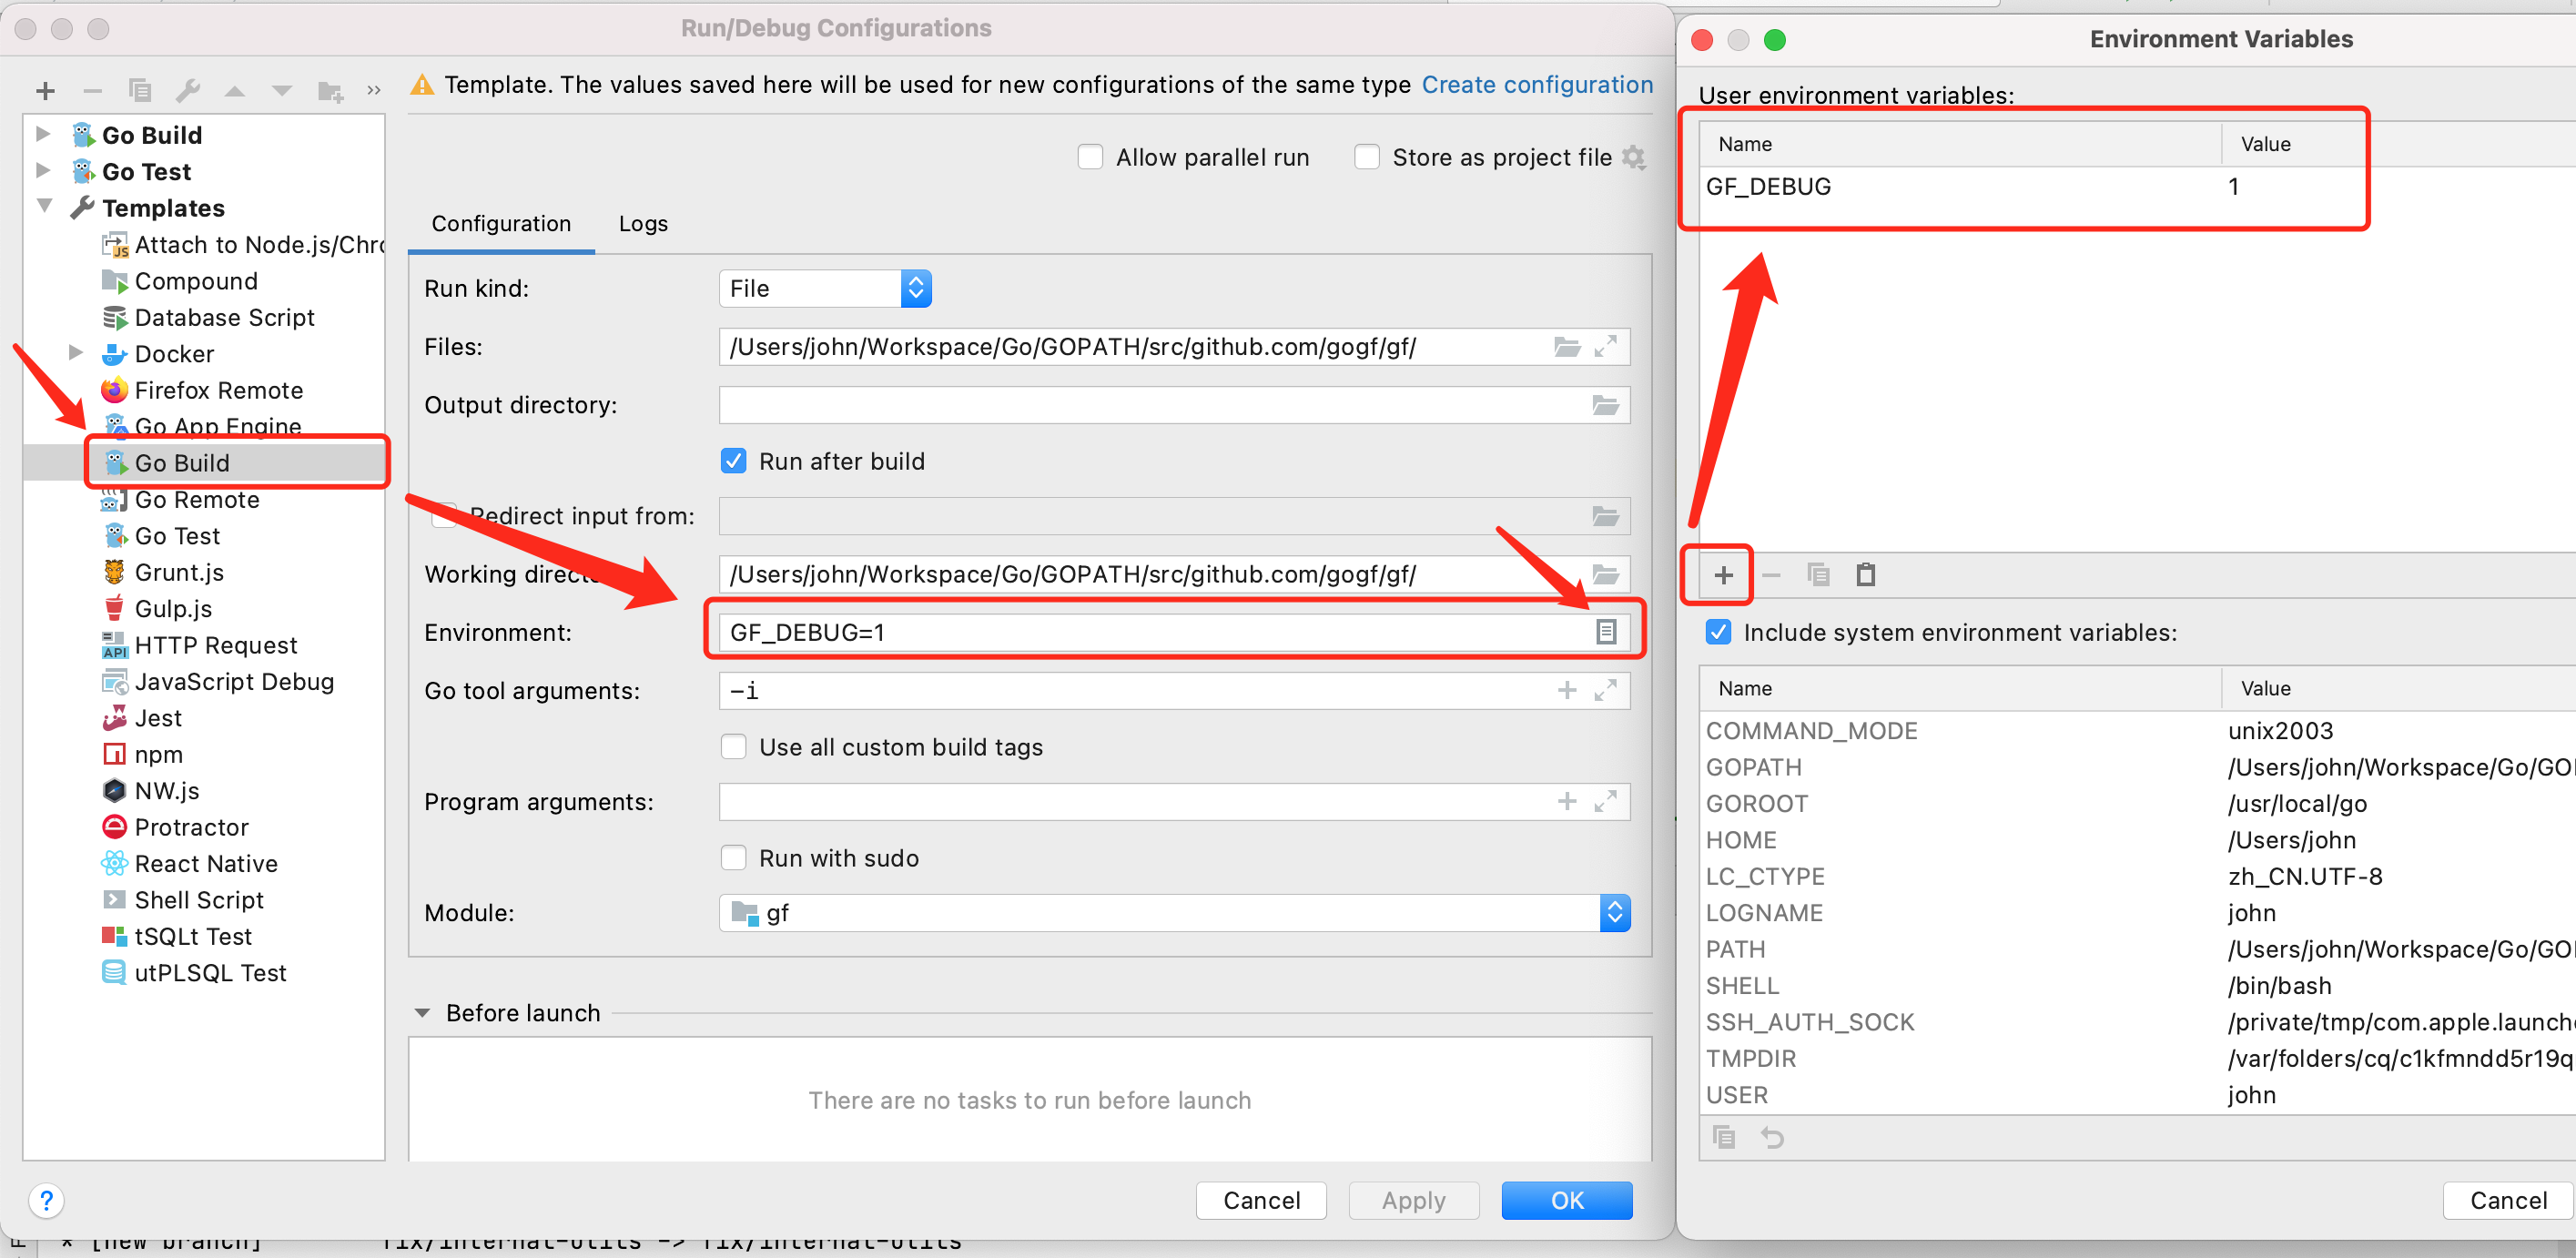 Run/Debug Configurations
Template. The values saved here will be used for new configurations of the same type Create configuration
Go Build
Go Test
Templates
Attach to Node.js/Chro
Compound
Database Script
Docker
Firefox Remote
Go App Engine
Go Build
Go Remote
Go Test
Grunt.js
Gulp.js
HTTP Request
JavaScript Debug
Jest
npm
NW.js
Protractor
React Native
Shell Script
tSQLt Test
utPLSQL Test
Allow parallel run
Store as project file
Configuration
Logs
Run kind: File
Files: /Users/john/Workspace/Go/GOPATH/src/github.com/gogf/gf/
Output directory:
Run after build
Redirect input from:
Working directo /Users/john/Workspace/Go/GOPATH/src/github.com/gogf/gf/
Environment: GF_DEBUG=1
Go tool arguments: -i
Use all custom build tags
Program arguments:
Run with sudo
Module: gf
Before launch
There are no tasks to run before launch
?
Cancel
Apply
OK
* [new branch] fix/internal-utils -> fix/internal-utils
Environment Variables
User environment variables:
Name Value
GF_DEBUG 1
Include system environment variables:
Name Value
COMMAND_MODE unix2003
GOPATH /Users/john/Workspace/Go/GOI
GOROOT /usr/local/go
HOME /Users/john
LC_CTYPE zh_CN.UTF-8
LOGNAME john
PATH /Users/john/Workspace/Go/GOI
SHELL /bin/bash
SSH_AUTH_SOCK /private/tmp/com.apple.launch
TMPDIR /var/folders/cq/c1kfmndd5r19q
USER john
Cancel